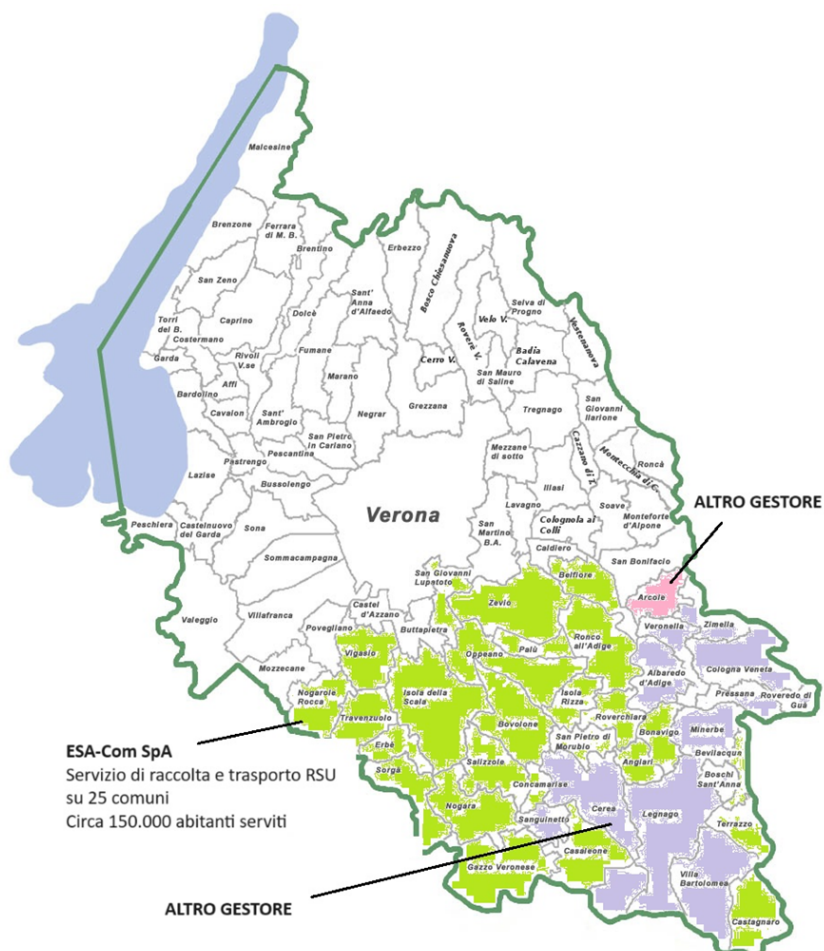 Malcesine
Brenzone
Ferrara
di M. B.
Brentino
Erbezzo
Bosco Chiesanuova
San Zeno
Sant'
Anna
d'Alfaedo
Selva di
Progno
Velo V.
Rovere V.
Vestenanova
Torri
del B.
Caprino
Dolcè
Costermano
Fumane
Garda
Rivoli
V.se
Cerro V.
Badia
Calavena
Affi
Marano
San Mauro
di Saline
Bardolino
Cavaion
Sant'
Ambrogio
Negrar
Grezzana
Tregnago
San
Giovanni
Ilarione
San Pietro
in Cariano
Pescantina
Pastrengo
Mezzane
di sotto
Cazzano di T.
Montecchia di C.
Roncà
Lazise
Bussolengo
Illasi
Lavagno
Soave
Monteforte
d'Alpone
ALTRO GESTORE
Verona
Peschiera
Castelnuovo
del Garda
Sona
San
Martino
B.A.
Colognola ai
Colli
Caldiero
Sommacampagna
San Bonifacio
San Giovanni
Lupatoto
Belfiore
Arcole
Zevio
Castel
d'Azzano
Valeggio
Villafranca
Povegliano
Buttapietra
Veronella
Zimella
Vigasio
Oppeano
Palù
Ronco
all'Adige
Mozzecane
Cologna Veneta
Albaredo
d'Adige
Nogarole
Rocca
Isola della
Scala
Isola
Rizza
Pressana
Roveredo di
Guà
Travenzuolo
Bovolone
Roverchiara
Bonavigo
Minerbe
San Pietro di
Morubio
Erbè
Bevilacqua
Angiari
Sorgà
Salizzole
Boschi
Sant'Anna
ESA-Com SpA
Servizio di raccolta e trasporto RSU
su 25 comuni
Circa 150.000 abitanti serviti
Concamarise
Nogara
Sanguinetto
Cerea
Legnago
Terrazzo
Casaleone
Gazzo Veronese
Villa
Bartolomea
ALTRO GESTORE
Castagnaro